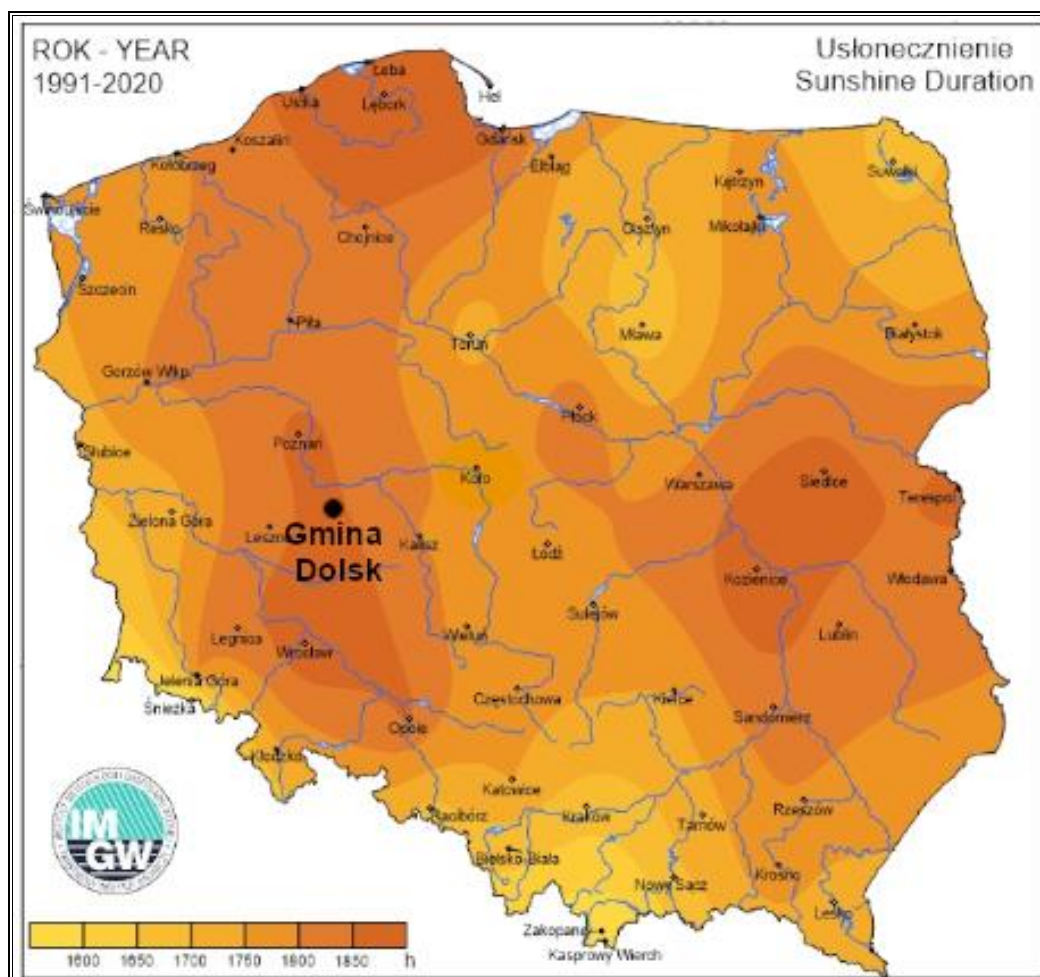 ROK - YEAR
1991-2020
Usłonecznienie
Sunshine Duration
Łeba
Ustka
Lębork
Hel
Koszalin
Gdańsk
Kołobrzeg
Elbląg
Kętrzyn
Suwałki
Świnoujście
Resko
Chojnice
Olsztyn
Mikołajki
Szczecin
Piła
Toruń
Mława
Białystok
Gorzów Wlkp.
Płock
Słubice
Poznań
Koło
Warszawa
Siedlce
Terespol
Zielona Góra
Leszno
Gmina
Dolsk
Kalisz
Łódź
Kozienice
Włodawa
Sulejów
Legnica
Wrocław
Wieluń
Lublin
Jelenia Góra
Śnieżka
Częstochowa
Kielce
Sandomierz
Opole
Kłodzko
Katowice
Racibórz
Kraków
Tarnów
Rzeszów
Bielsko-Biała
Nowy Sącz
Krosno
Lesko
Zakopane
Kasprowy Wierch
IM
GW
1600 1650 1700 1750 1800 1850 h